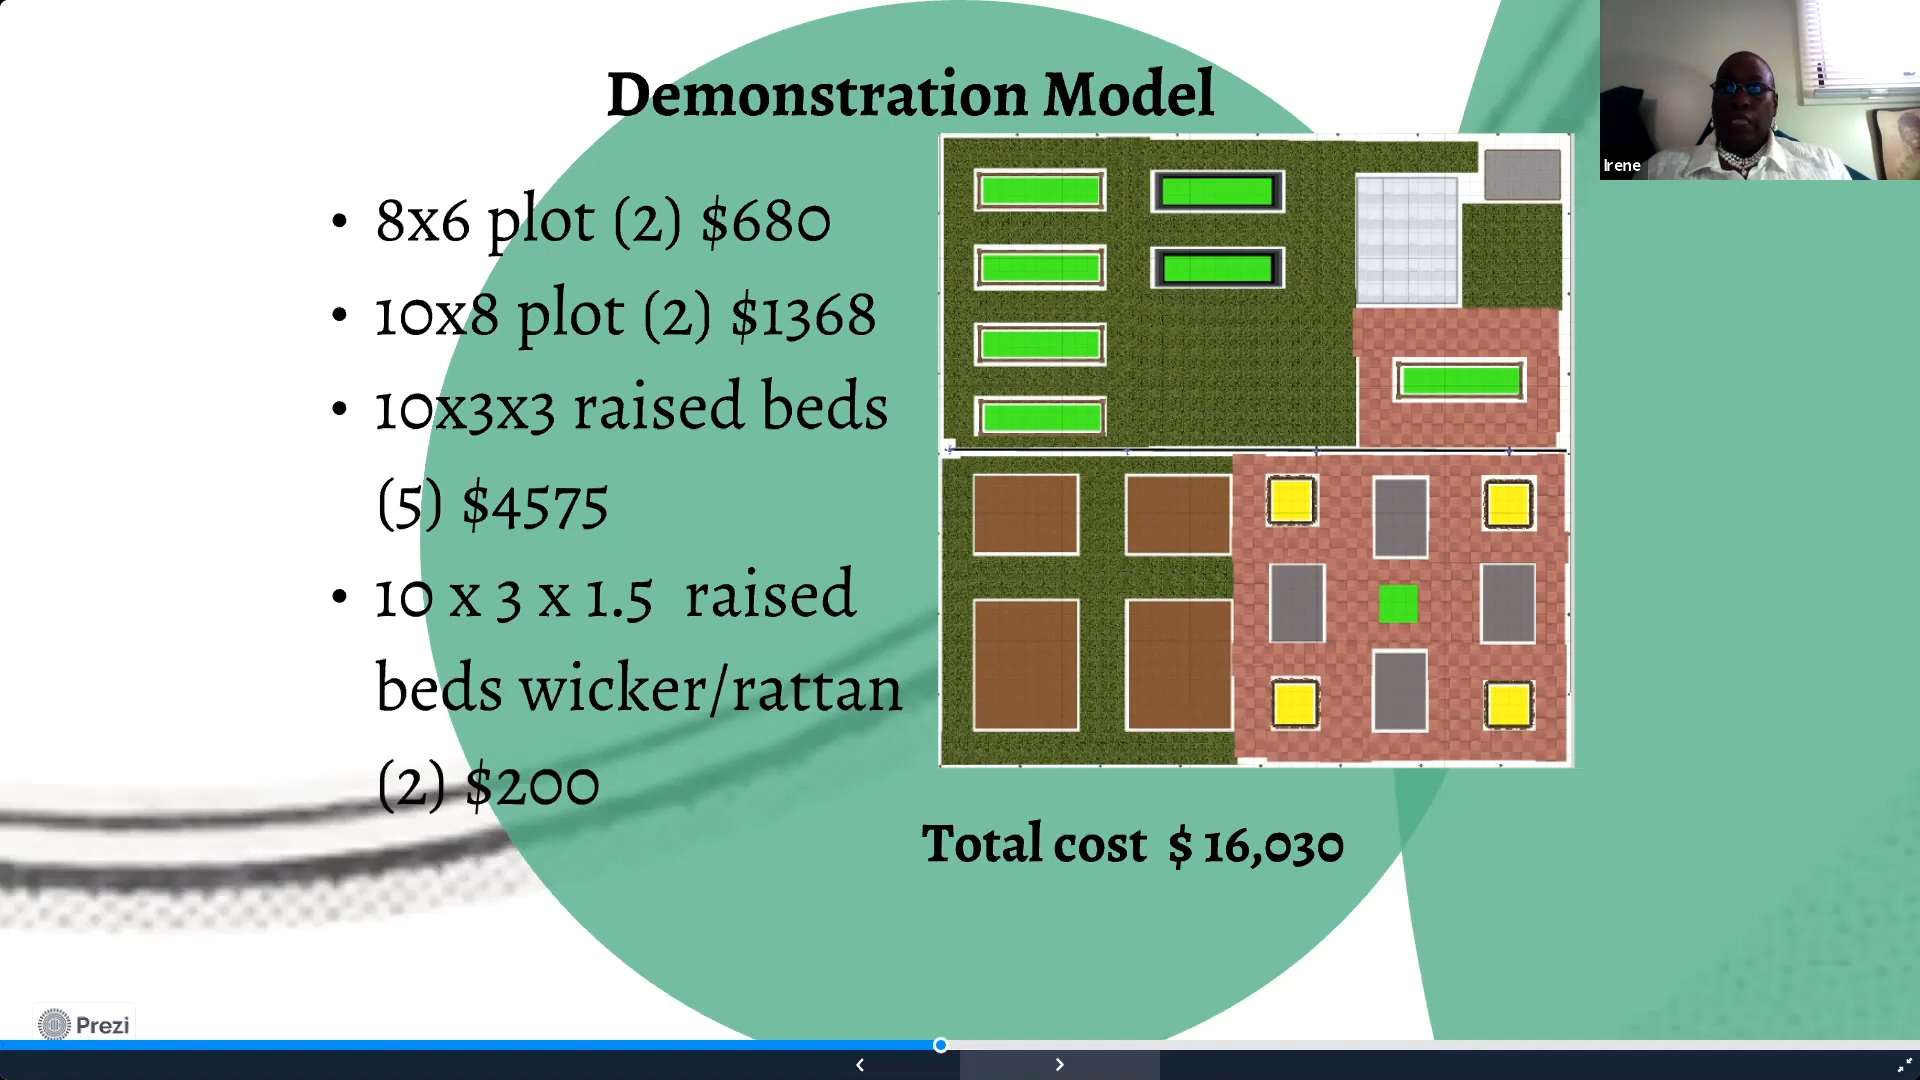 Demonstration Model
• 8x6 plot (2) $680
• 10x8 plot (2) $1368
• 10x3x3 raised beds
(5) $4575
• 10 x 3 x 1.5 raised
beds wicker/rattan
(2) $200
Total cost $ 16,030
Irene
Prezi